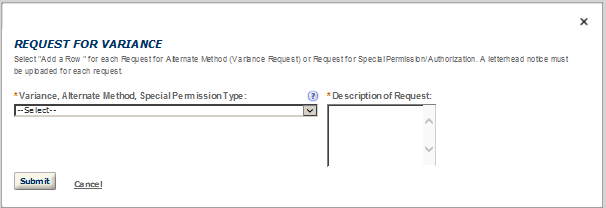 ×
REQUEST FOR VARIANCE
Select "Add a Row " for each Request for Alternate Method (Variance Request) or Request for Special Permission/Authorization. A letterhead notice must
be uploaded for each request.
* Variance, Alternate Method, Special Permission Type: ? * Description of Request:
--Select--
Submit Cancel